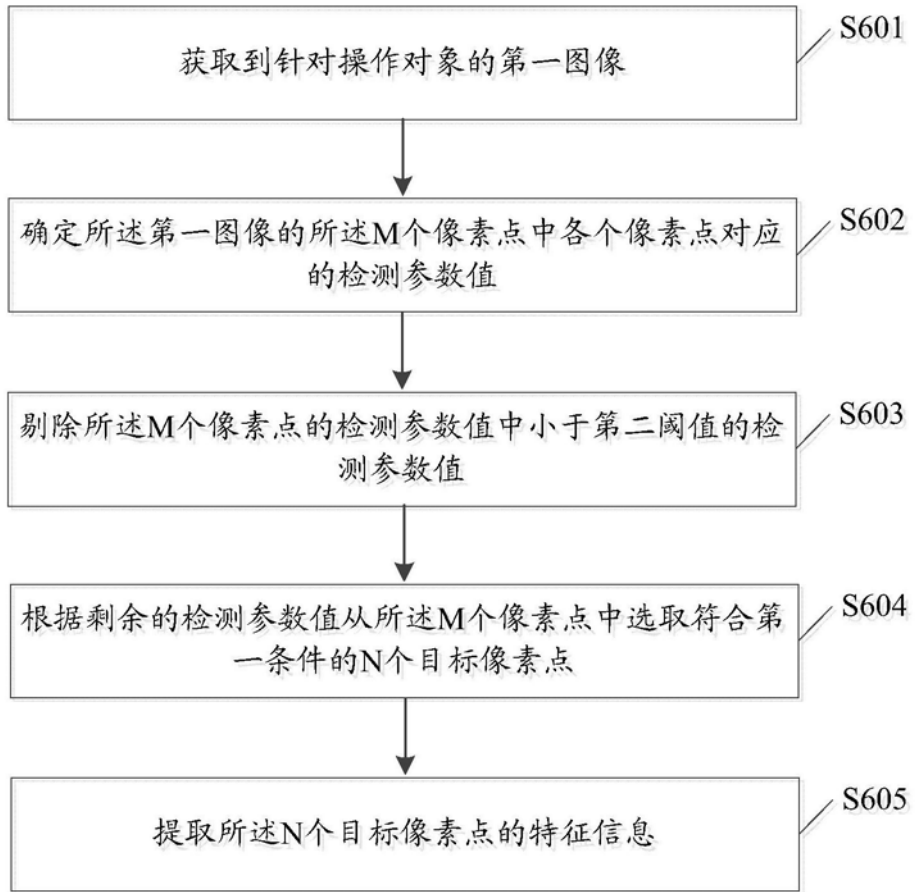 获取到针对操作对象的第一图像
S601
确定所述第一图像的所述M个像素点中各个像素点对应
的检测参数值
S602
剔除所述M个像素点的检测参数值中小于第二阈值的检
测参数值
S603
根据剩余的检测参数值从所述M个像素点中选取符合第
一条件的N个目标像素点
S604
提取所述N个目标像素点的特征信息
S605